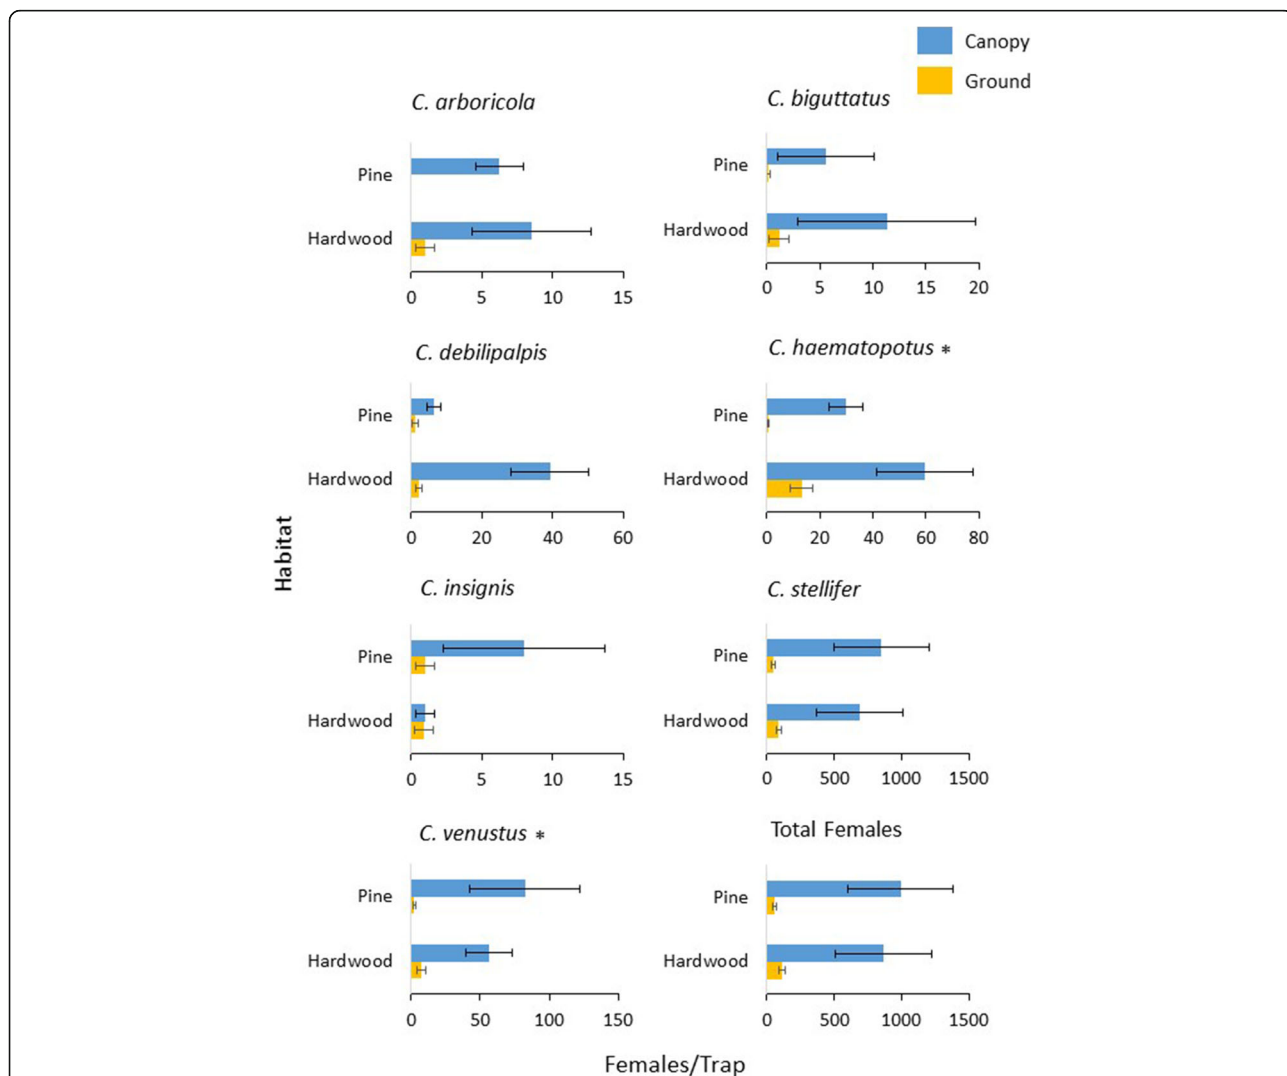 Canopy
Ground
C. arboricola
Pine
Hardwood
0 5 10 15
C. biguttatus
Pine
Hardwood
0 5 10 15 20
C. debilipalpis
Pine
Hardwood
0 20 40 60
C. haematopotus *
Pine
Hardwood
0 20 40 60 80
Habitat
C. insignis
Pine
Hardwood
0 5 10 15
C. stellifer
Pine
Hardwood
0 500 1000 1500
C. venustus *
Pine
Hardwood
0 50 100 150
Total Females
Pine
Hardwood
0 500 1000 1500
Females/Trap